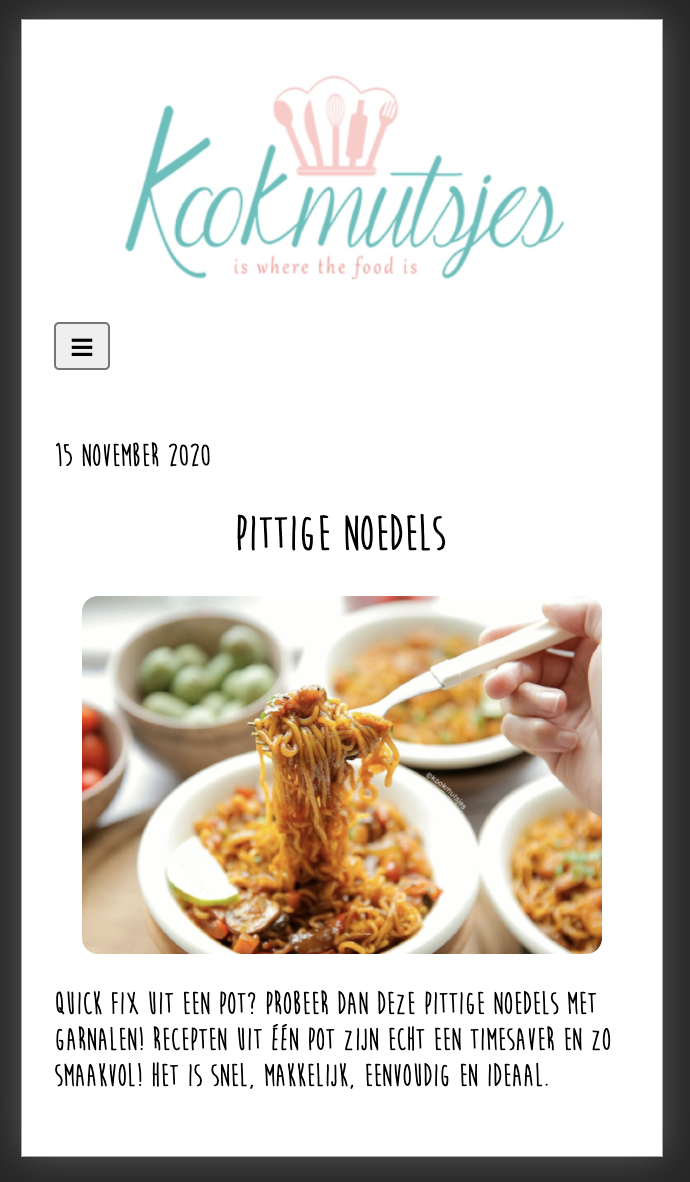 Kookmutsjes
is where the food is
15 NOVEMBER 2020
PITTIGE NOEDELS
©Kookmutsjes
QUICK FIX UIT EEN POT? PROBEER DAN DEZE PITTIGE NOEDELS MET
GARNALEN! RECEPTEN UIT ÉÉN POT ZIJN ECHT EEN TIMESAVER EN ZO
SMAAKVOL! HET IS SNEL, MAKKELIJK, EENVOUDIG EN IDEAAL.